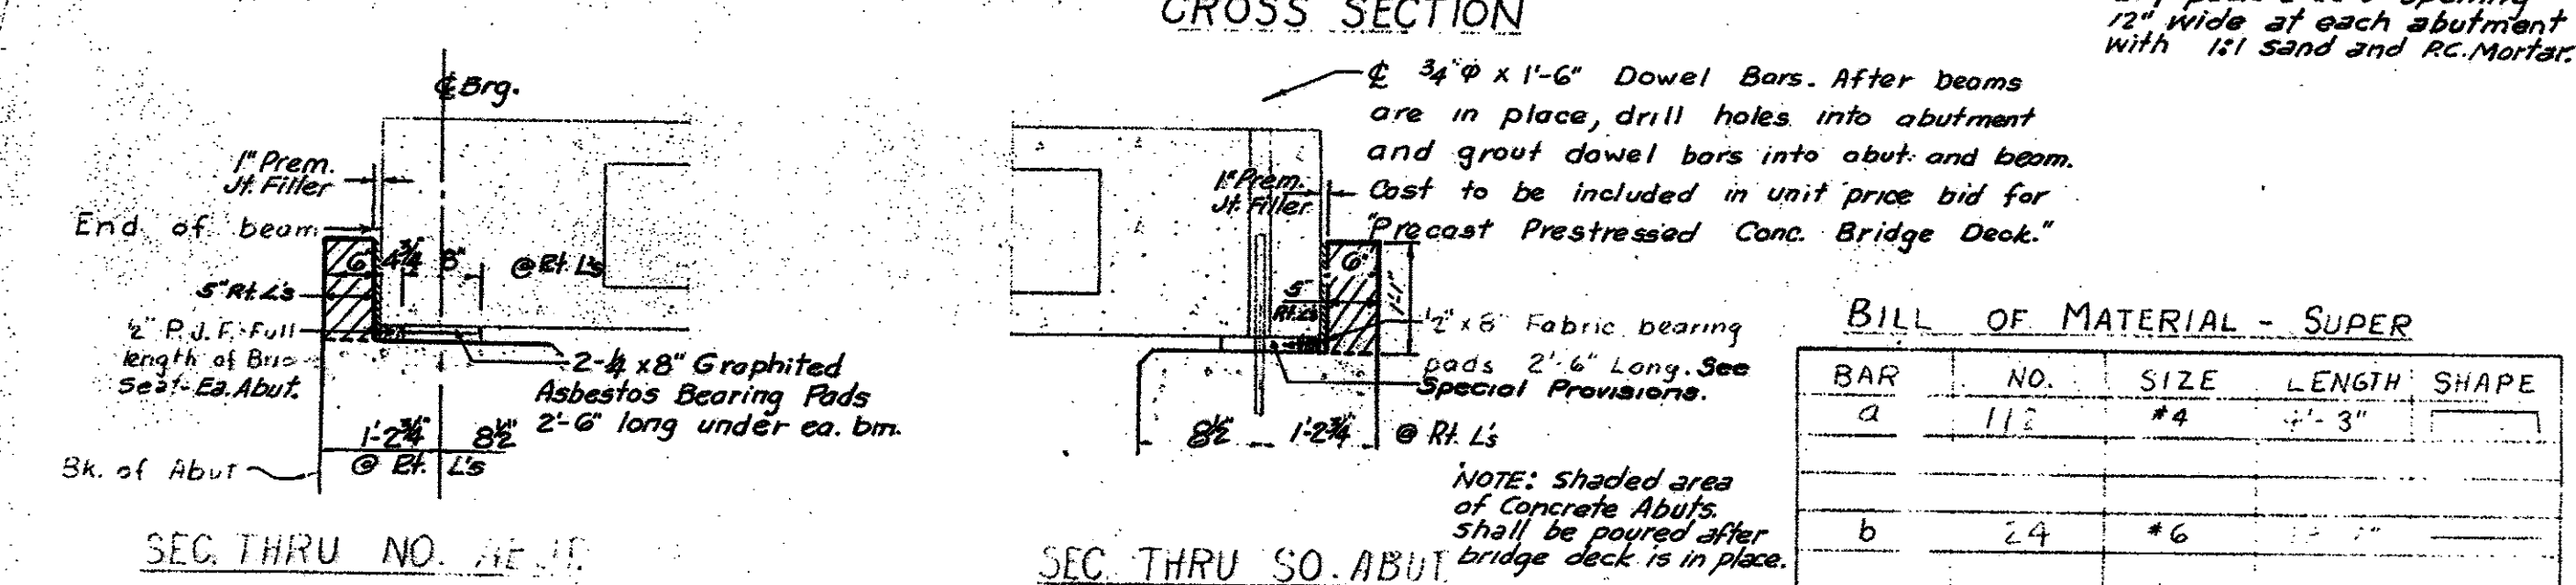 CROSS SECTION
12" wide at each abutment
with 1:1 sand and P.C. Mortar.
℄ Brg.
1" Prem.
Jt. Filler
End of beam
6" 4¾" 8" @ Rt. L's
5" Rt. L's
½" P. J. F. Full
length of Brg
Seat - Ea. Abut.
2-¼ x 8" Graphited
Asbestos Bearing Pads
2'-6" long under ea. bm.
1'-2¾" 8½"
@ Rt. L's
Bk. of Abut
SEC. THRU NO.
℄ ¾" φ x 1'-6" Dowel Bars. After beams
are in place, drill holes into abutment
and grout dowel bars into abut. and beam.
Cost to be included in unit price bid for
"Precast Prestressed Conc. Bridge Deck."
1" Prem.
Jt. Filler
6"
5"
Rt. L's
1'-1"
½" x 8" Fabric bearing
pads 2'-6" Long. See
Special Provisions.
8½" 1'-2¾" @ Rt. L's
NOTE: Shaded area
of Concrete Abuts.
shall be poured after
bridge deck is in place.
SEC. THRU SO. ABUT
BILL OF MATERIAL - SUPER
BAR NO. SIZE LENGTH SHAPE
a #4
b 24 #6